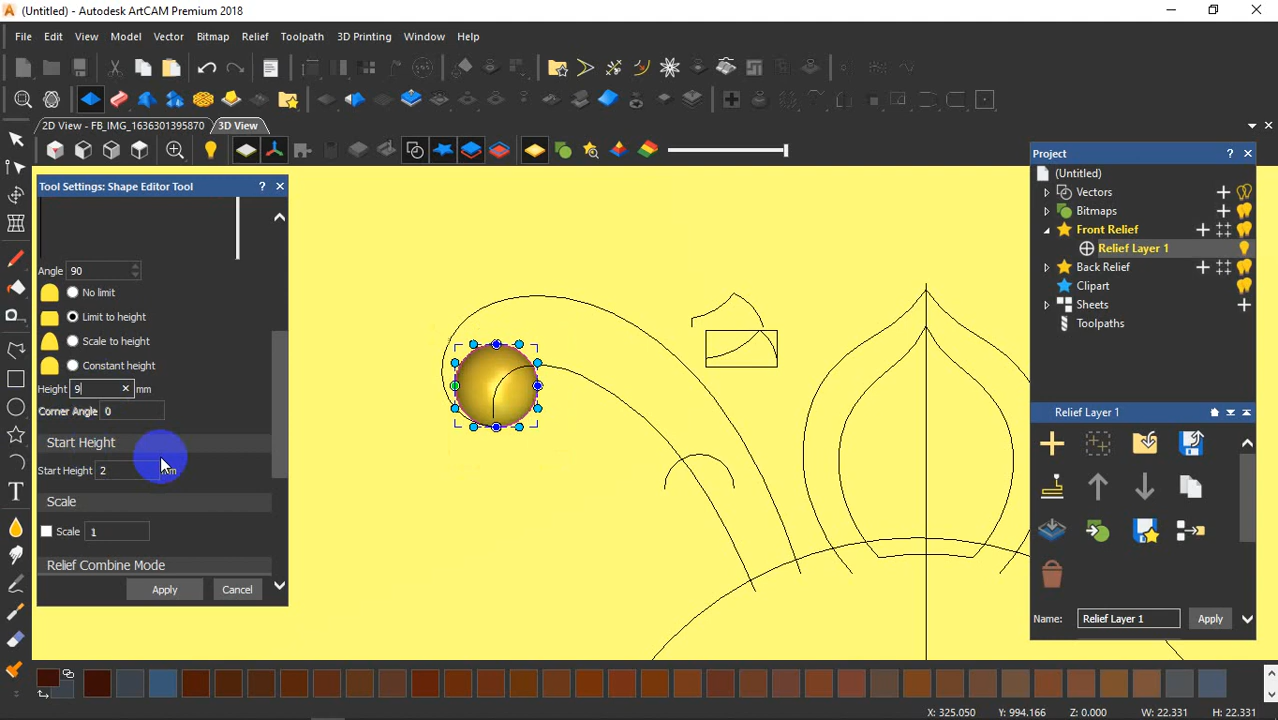 (Untitled) - Autodesk ArtCAM Premium 2018
File Edit View Model Vector Bitmap Relief Toolpath 3D Printing Window Help
2D View - FB_IMG_1636301395870 3D View
Tool Settings: Shape Editor Tool ?
Angle 90
No limit
Limit to height
Scale to height
Constant height
Height 9 mm
Corner Angle 0
Start Height
Start Height 2
Scale
Scale 1
Relief Combine Mode
Apply Cancel
Project ?
(Untitled)
Vectors
Bitmaps
Front Relief
Relief Layer 1
Back Relief
Clipart
Sheets
Toolpaths
Relief Layer 1
Name: Relief Layer 1 Apply
X: 325.050 Y: 994.166 Z: 0.000 W: 22.331 H: 22.331